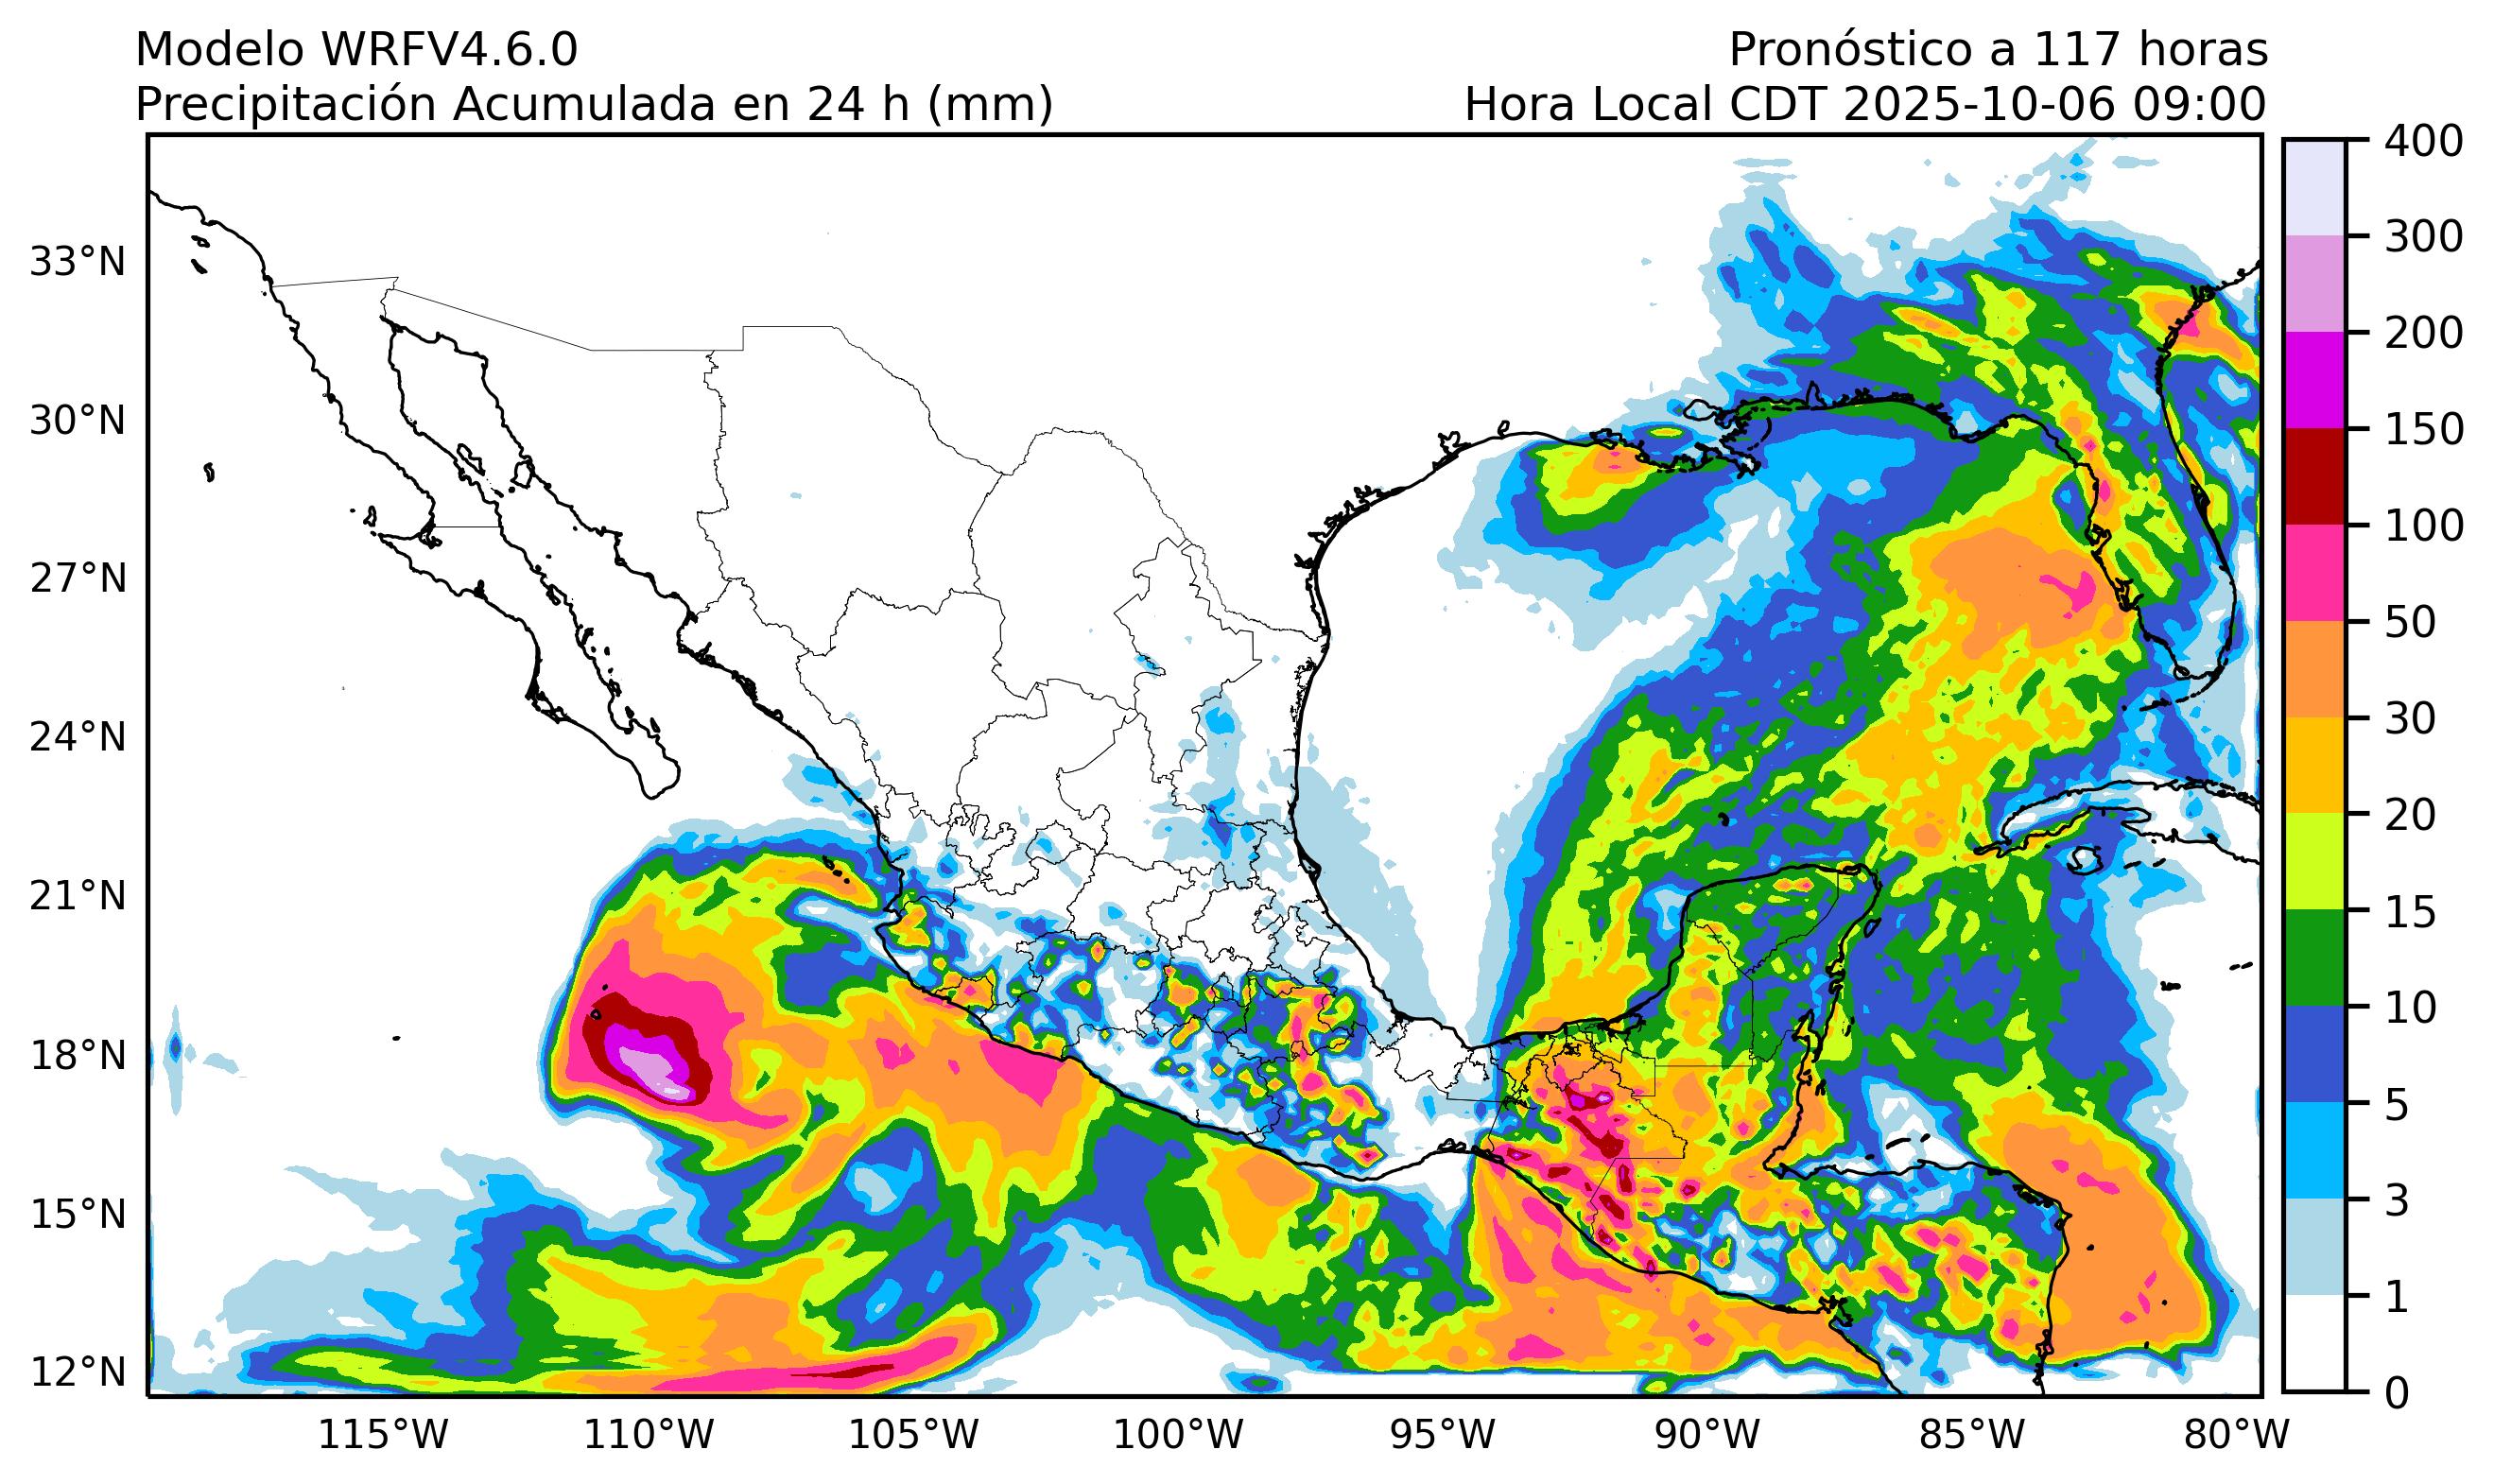 Modelo WRFV4.6.0
Pronóstico a 117 horas
Precipitación Acumulada en 24 h (mm)
Hora Local CDT 2025-10-06 09:00
33°N
30°N
27°N
24°N
21°N
18°N
15°N
12°N
115°W
110°W
105°W
100°W
95°W
90°W
85°W
80°W
400
300
200
150
100
50
30
20
15
10
5
3
1
0